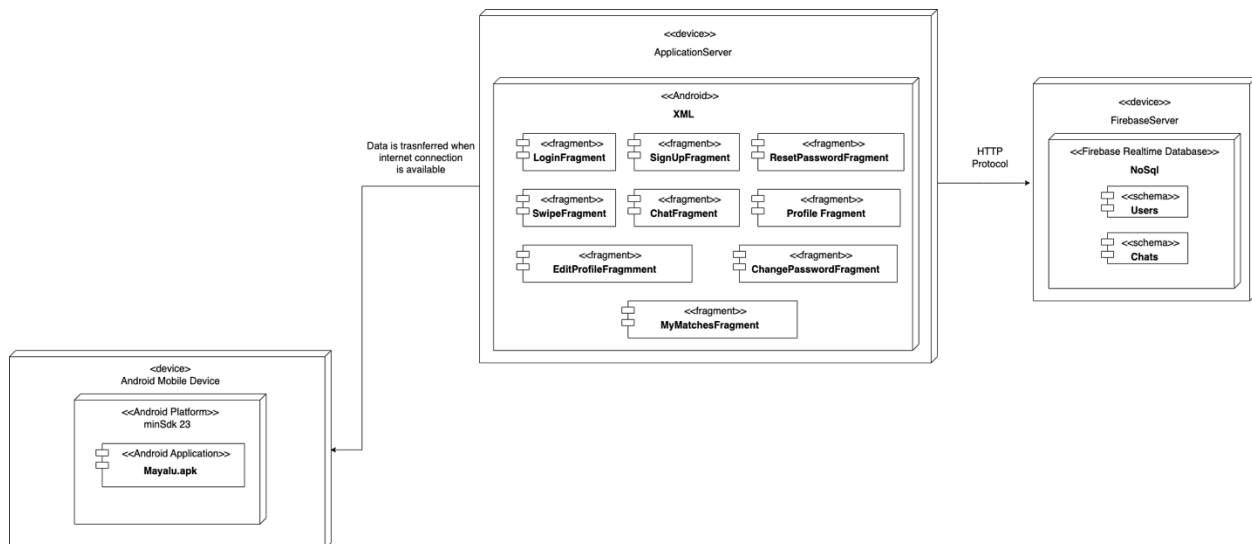 <<device>>
ApplicationServer
<<Android>>
XML
<<fragment>>
LoginFragment
<<fragment>>
SignUpFragment
<<fragment>>
ResetPasswordFragment
<<fragment>>
SwipeFragment
<<fragment>>
ChatFragment
<<fragment>>
Profile Fragment
<<fragment>>
EditProfileFragmment
<<fragment>>
ChangePasswordFragment
<<fragment>>
MyMatchesFragment
Data is trasnferred when
internet connection
is available
HTTP
Protocol
<<device>>
FirebaseServer
<<Firebase Realtime Database>>
NoSql
<<schema>>
Users
<<schema>>
Chats
<device>
Android Mobile Device
<<Android Platform>>
minSdk 23
<<Android Application>>
Mayalu.apk